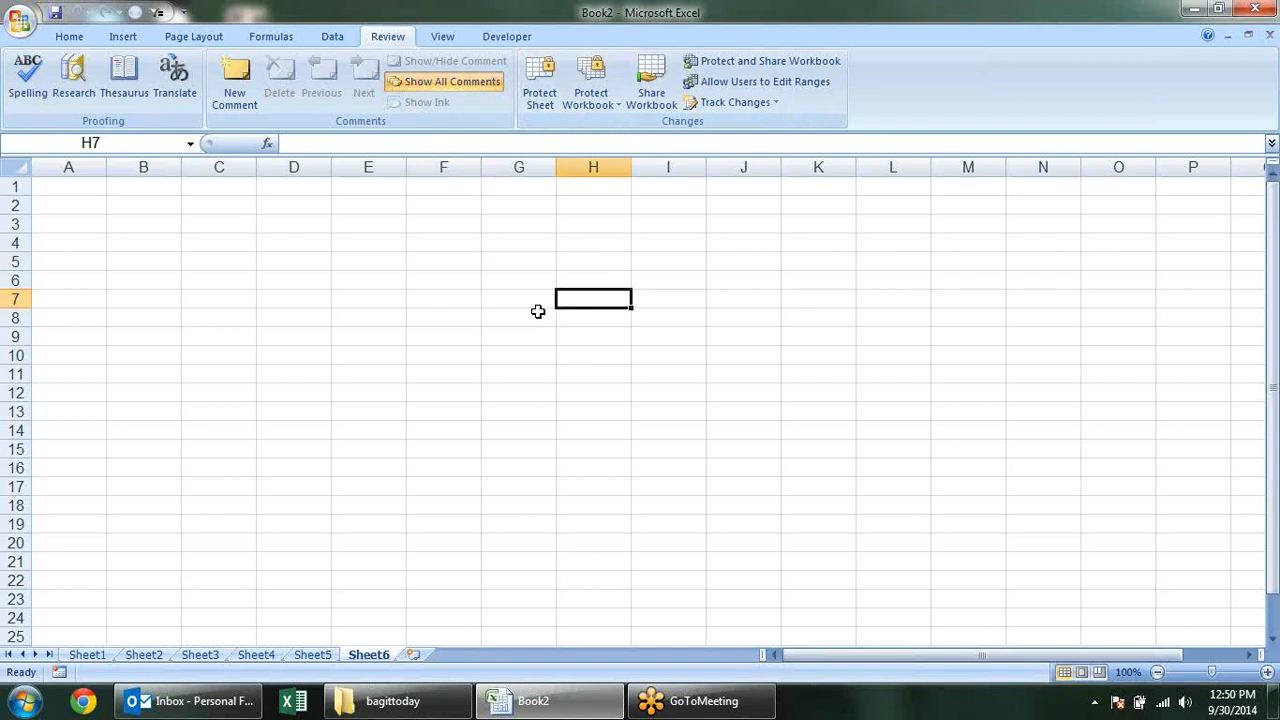 Book2 - Microsoft Excel
Home Insert Page Layout Formulas Data Review View Developer
ABC
Spelling Research Thesaurus Translate
Proofing
New Comment Delete Previous Next
Show/Hide Comment
Show All Comments
Show Ink
Comments
Protect Sheet Protect Workbook Share Workbook
Protect and Share Workbook
Allow Users to Edit Ranges
Track Changes
Changes
H7 fx
A B C D E F G H I J K L M N O P
1
2
3
4
5
6
7
8
9
10
11
12
13
14
15
16
17
18
19
20
21
22
23
24
25
Sheet1 Sheet2 Sheet3 Sheet4 Sheet5 Sheet6
Ready 100%
Inbox - Personal F... bagittoday Book2 GoToMeeting
12:50 PM
9/30/2014